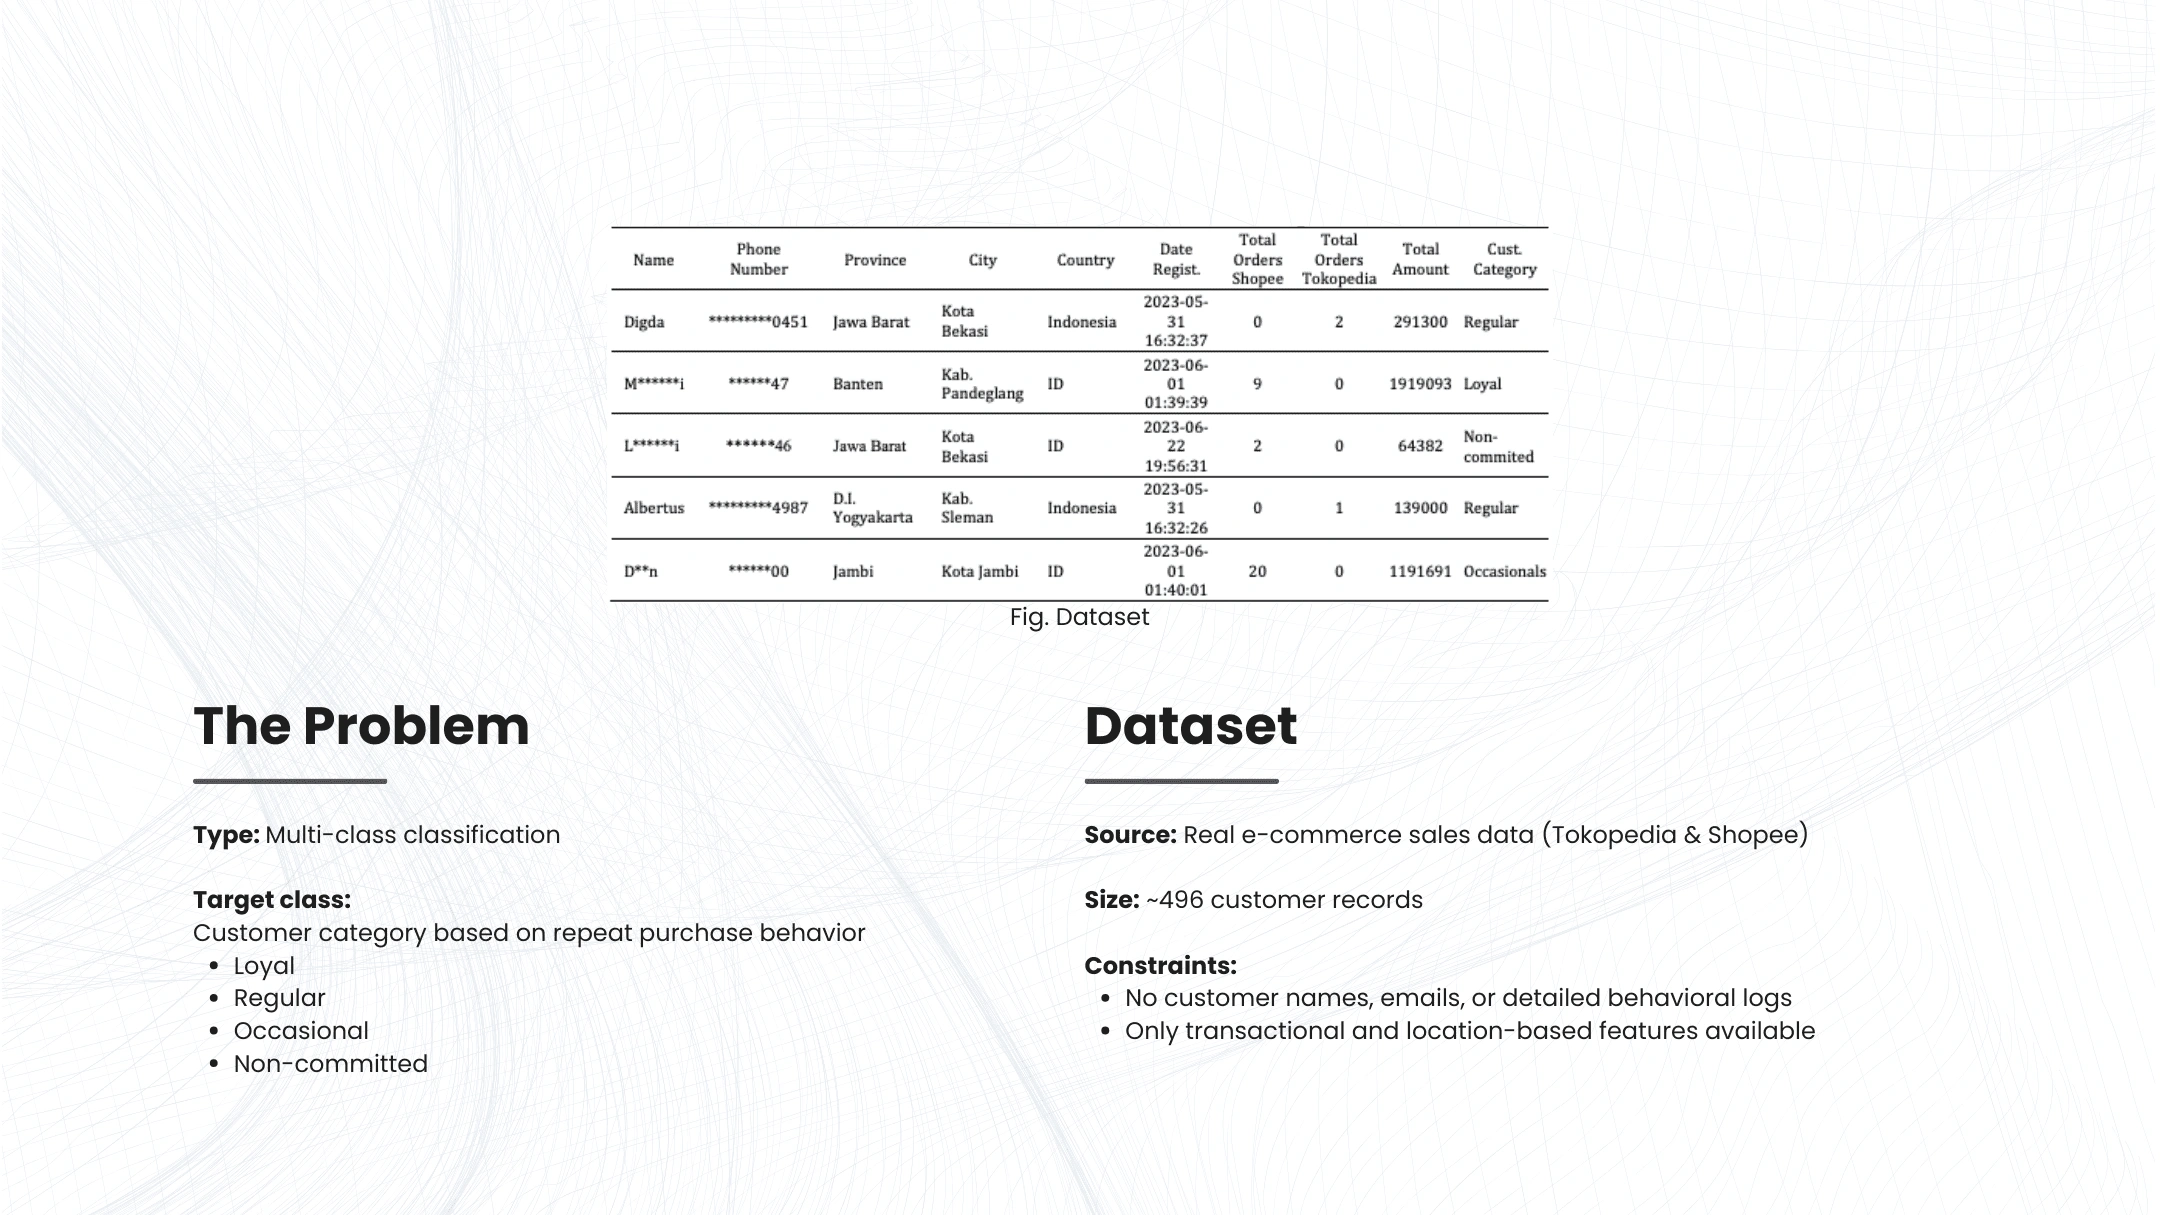 Name Phone Number Province City Country Date Regist. Total Orders Shopee Total Orders Tokopedia Total Amount Cust. Category
Digda *********0451 Jawa Barat Kota Bekasi Indonesia 2023-05-31 16:32:37 0 2 291300 Regular
M******i ******47 Banten Kab. Pandeglang ID 2023-06-01 01:39:39 9 0 1919093 Loyal
L******i ******46 Jawa Barat Kota Bekasi ID 2023-06-22 19:56:31 2 0 64382 Non-commited
Albertus *********4987 D.I. Yogyakarta Kab. Sleman Indonesia 2023-05-31 16:32:26 0 1 139000 Regular
D**n ******00 Jambi Kota Jambi ID 2023-06-01 01:40:01 20 0 1191691 Occasionals
Fig. Dataset
The Problem
Type: Multi-class classification
Target class:
Customer category based on repeat purchase behavior
• Loyal
• Regular
• Occasional
• Non-committed
Dataset
Source: Real e-commerce sales data (Tokopedia & Shopee)
Size: ~496 customer records
Constraints:
• No customer names, emails, or detailed behavioral logs
• Only transactional and location-based features available